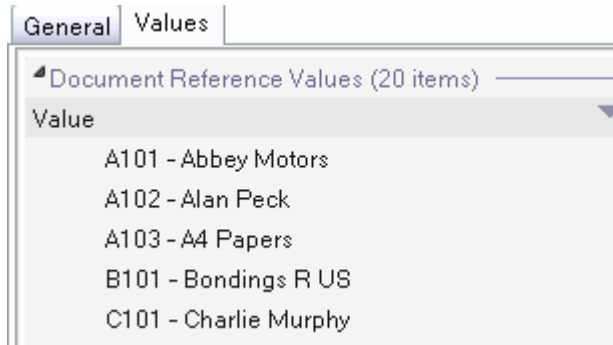 General Values
Document Reference Values (20 items)
Value
A101 - Abbey Motors
A102 - Alan Peck
A103 - A4 Papers
B101 - Bondings R US
C101 - Charlie Murphy